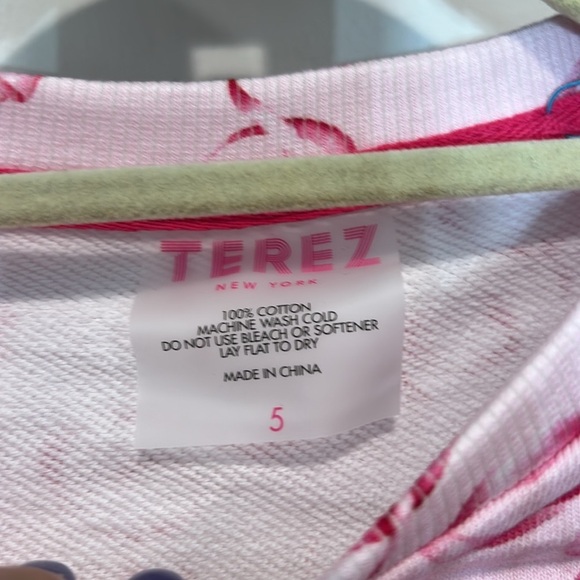 TEREZ
NEW YORK
100% COTTON
MACHINE WASH COLD
DO NOT USE BLEACH OR SOFTENER
LAY FLAT TO DRY
MADE IN CHINA
5